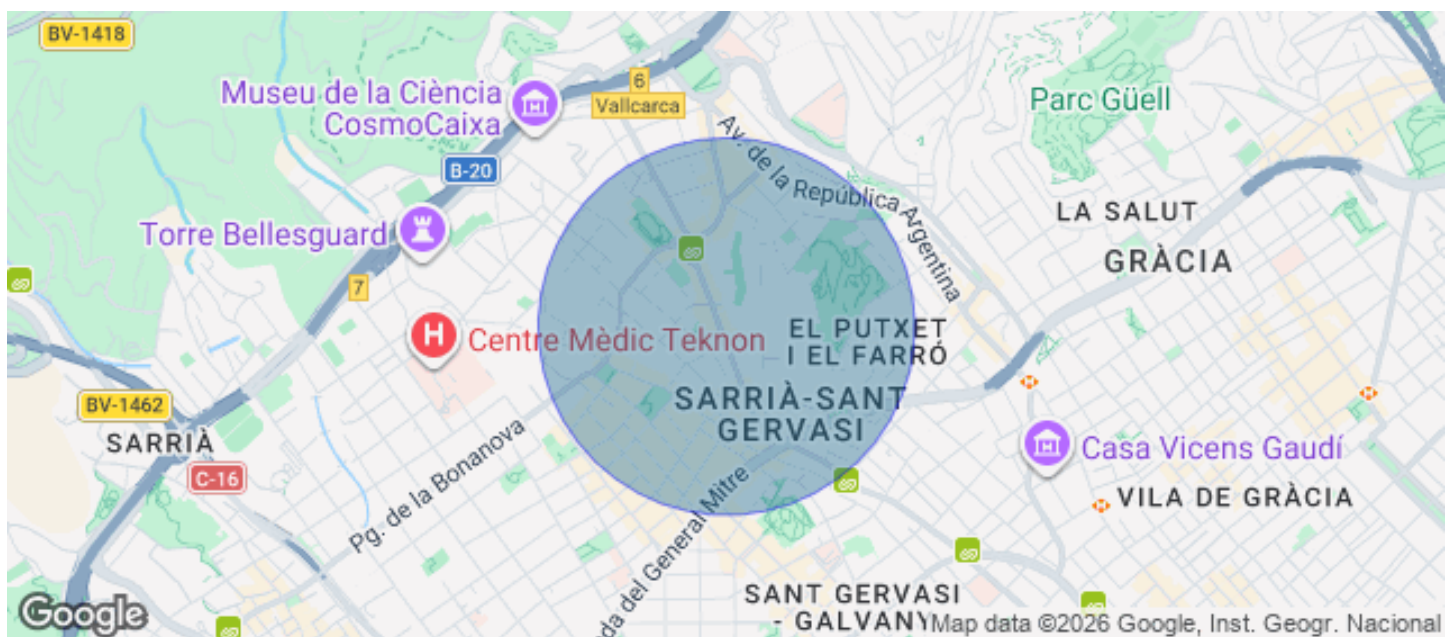 BV-1418
Museu de la Ciència
CosmoCaixa
6
Vallcarca
Parc Güell
B-20
Av. de la República Argentina
Torre Bellesguard
LA SALUT
GRÀCIA
7
H
Centre Mèdic Teknon
EL PUTXET
I EL FARRÓ
BV-1462
SARRIÀ
SARRIÀ-SANT
GERVASI
Casa Vicens Gaudí
C-16
Pg. de la Bonanova
VILA DE GRÀCIA
da del General Mitre
SANT GERVASI
- GALVANY
Google
Map data ©2026 Google, Inst. Geogr. Nacional